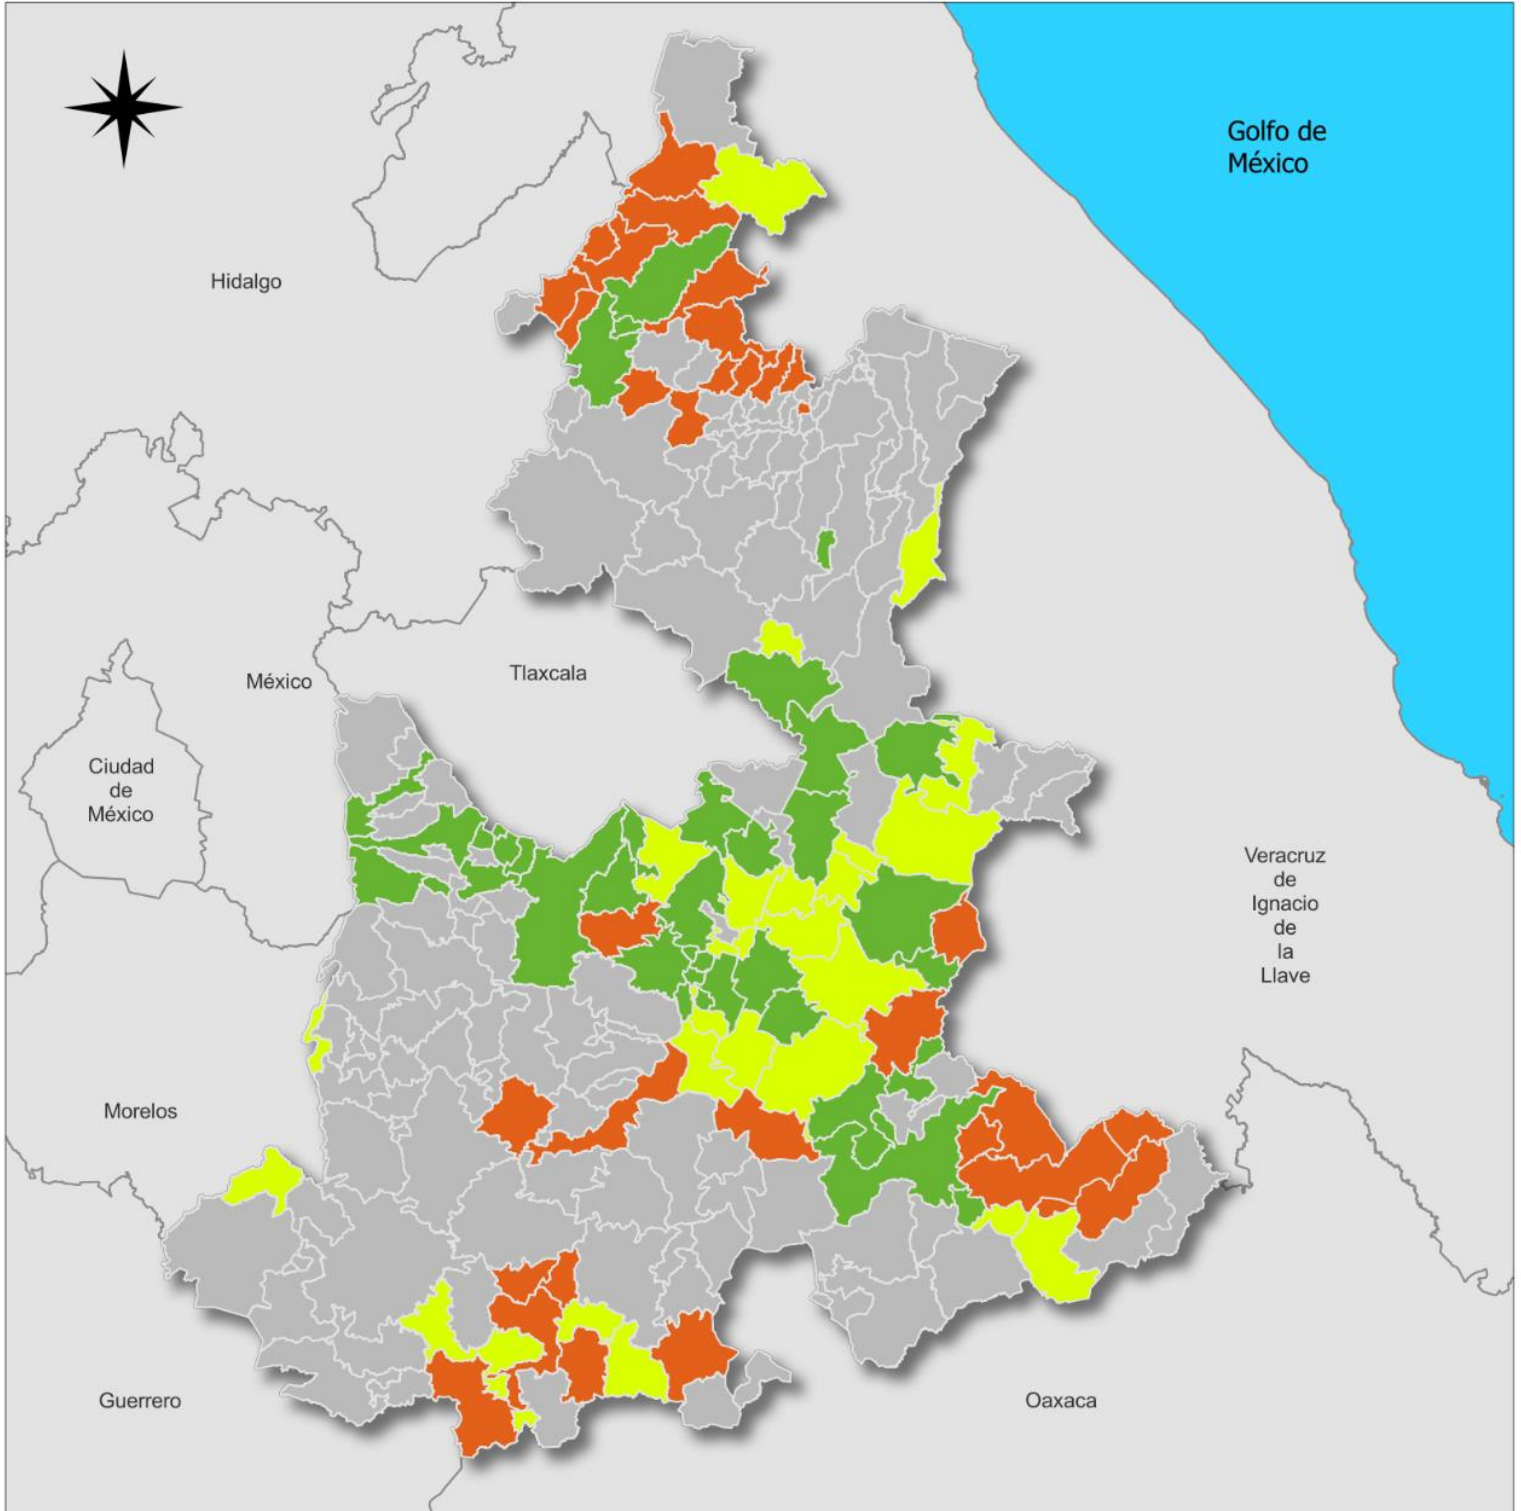 Golfo de
México
Hidalgo
Tlaxcala
México
Ciudad
de
México
Veracruz
de
Ignacio
de
la
Llave
Morelos
Guerrero
Oaxaca